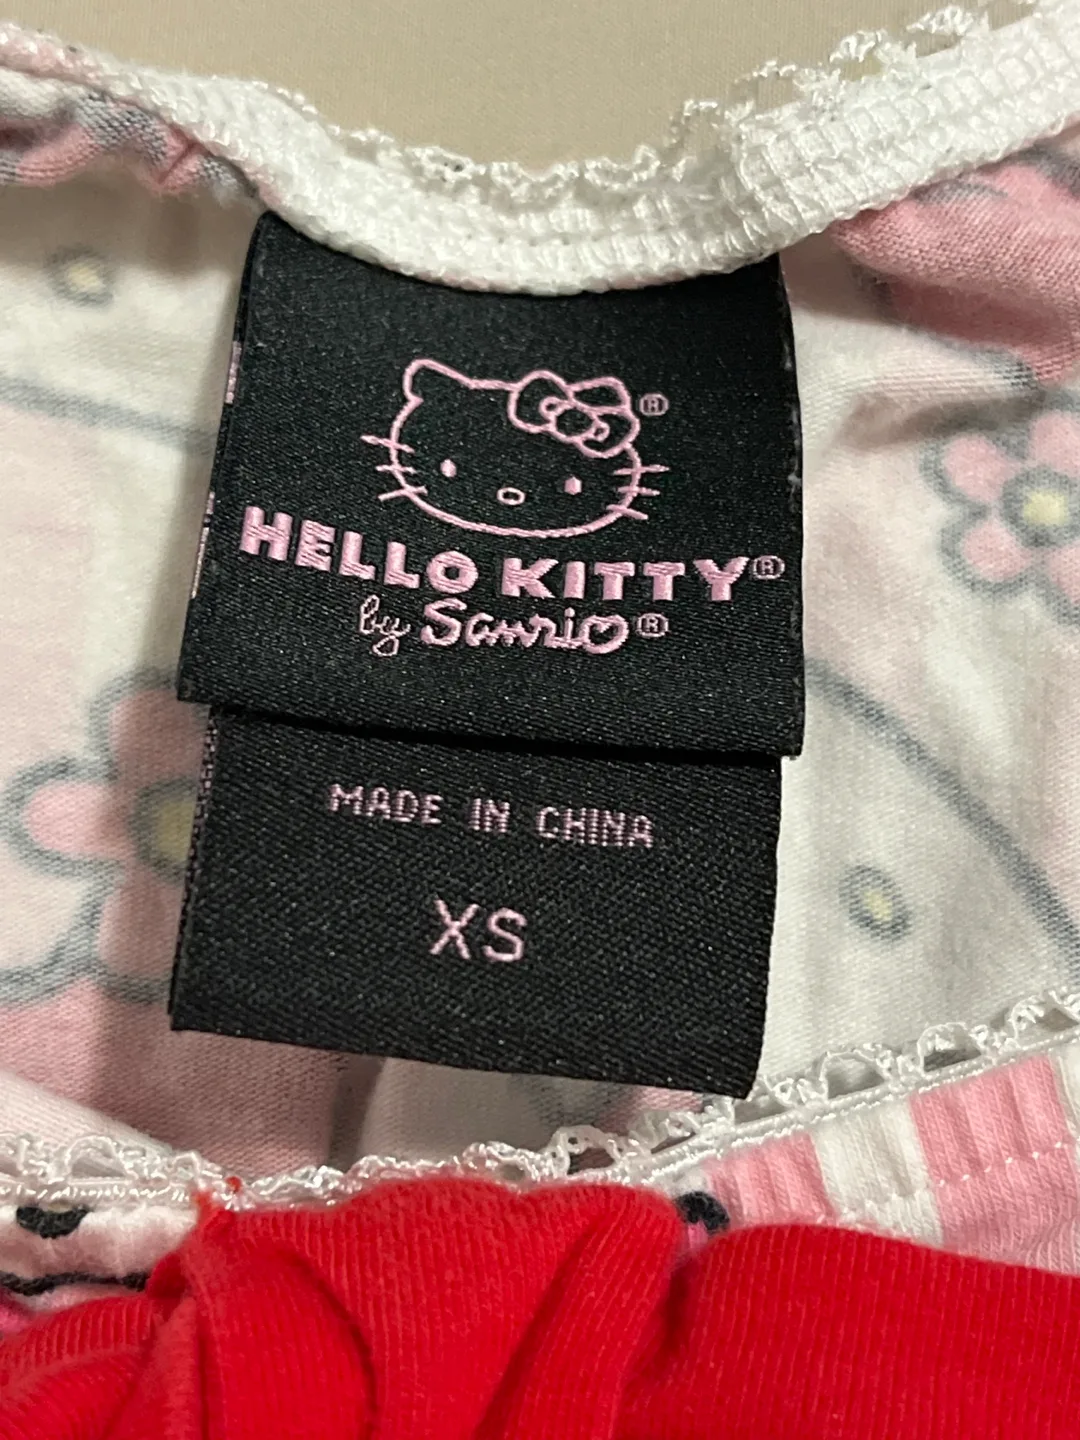 ®
HELLO KITTY®
by Sanrio®
MADE IN CHINA
XS